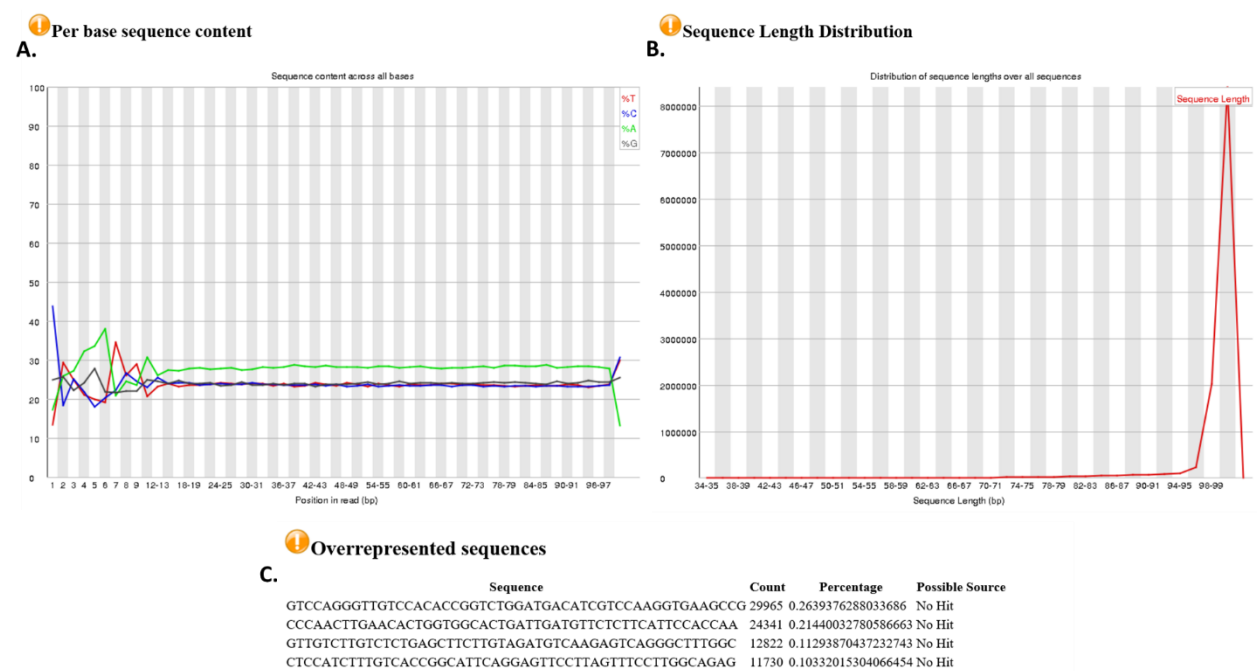 Per base sequence content
A.
Sequence content across all bases
100
90
80
70
60
50
40
30
20
10
0
%T
%C
%A
%G
1 2 3 4 5 6 7 8 9 12-13 18-19 24-25 30-31 36-37 42-43 48-49 54-55 60-61 66-67 72-73 78-79 84-85 90-91 96-97
Position in read (bp)
Sequence Length Distribution
B.
Distribution of sequence lengths over all sequences
Sequence Length
8000000
7000000
6000000
5000000
4000000
3000000
2000000
1000000
0
34-35 38-39 42-43 46-47 50-51 54-55 58-59 62-63 66-67 70-71 74-75 78-79 82-83 86-87 90-91 94-95 98-99
Sequence Length (bp)
Overrepresented sequences
C.
Sequence Count Percentage Possible Source
GTCCAGGGTTGTCCACACCGGTCTGGATGACATCGTCCAAGGTGAAGCCG 29965 0.2639376288033686 No Hit
CCCAACTTGAACACTGGTGGCACTGATTGATGTTCTCTTCATTCCACCAA 24341 0.21440032780586663 No Hit
GTTGTCTTGTCTCTGAGCTTCTTGTAGATGTCAAGAGTCAGGGCTTTGGC 12822 0.11293870437232743 No Hit
CTCCATCTTTGTCACCGGCATTCAGGAGTTCCTTAGTTTCCTTGGCAGAG 11730 0.10332015304066454 No Hit